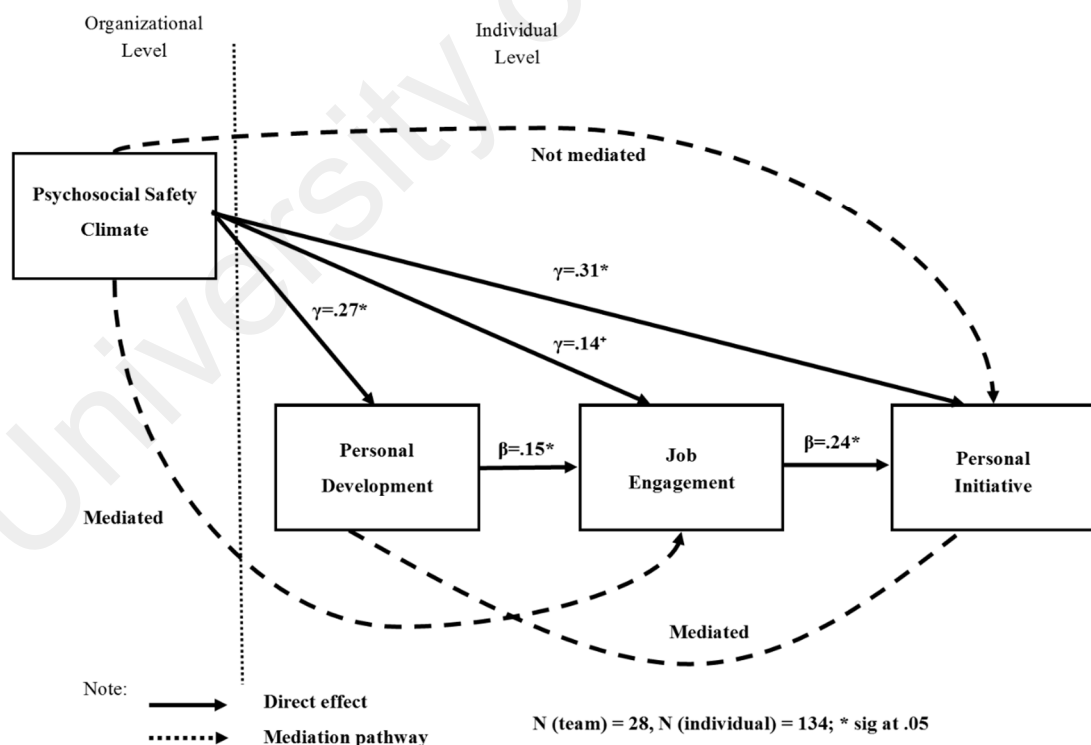 Organizational
Level
Individual
Level
University o
Not mediated
Psychosocial Safety
Climate
γ=.31*
γ=.27*
γ=.14⁺
Personal
Development
β=.15*
Job
Engagement
β=.24*
Personal
Initiative
Mediated
Mediated
Note:
Direct effect
Mediation pathway
N (team) = 28, N (individual) = 134; * sig at .05